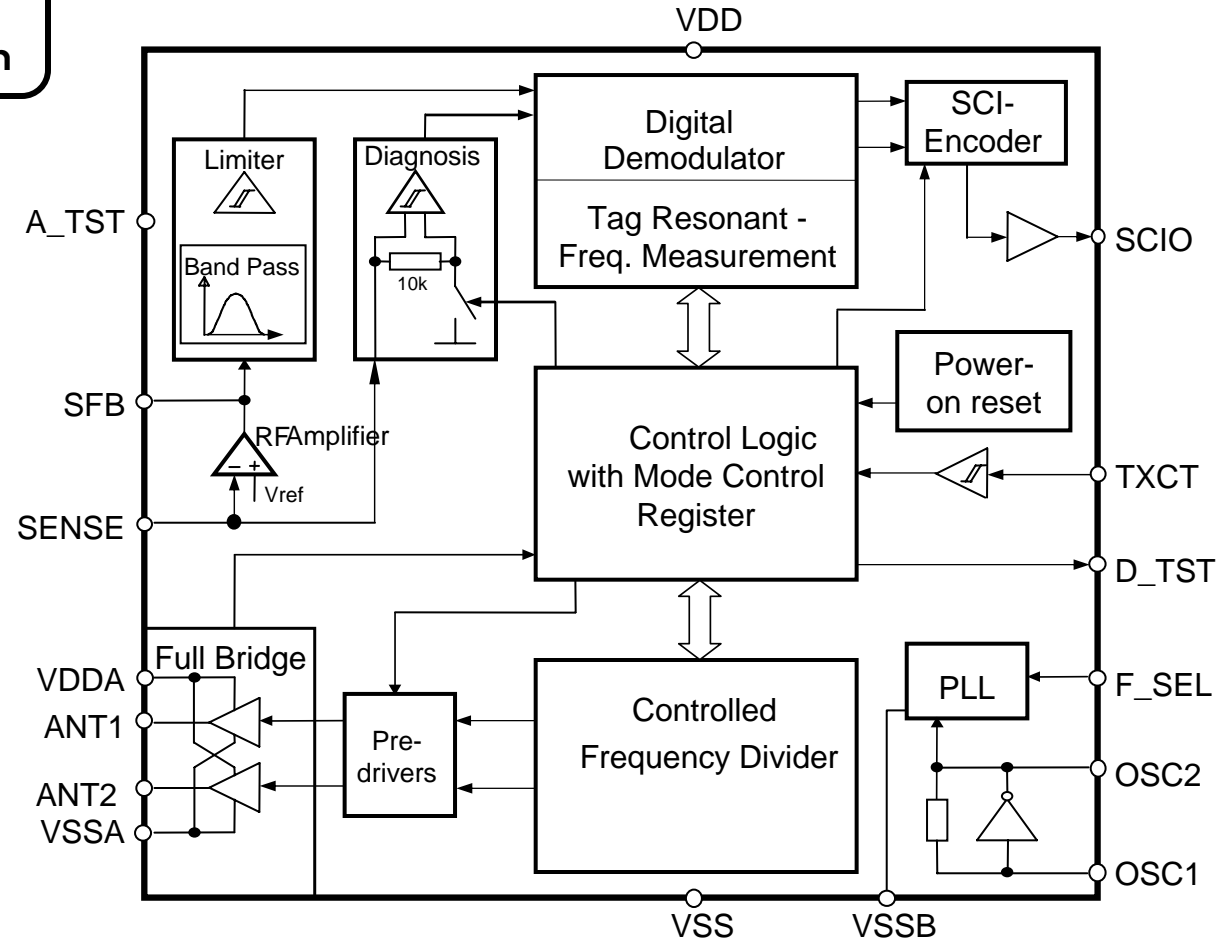 n
VDD
Digital
Demodulator
SCI-
Encoder
Limiter
Diagnosis
A_TST
Tag Resonant -
Freq. Measurement
SCIO
Band Pass
10k
Power-
on reset
SFB
RFAmplifier
Control Logic
with Mode Control
Register
− +
Vref
TXCT
SENSE
D_TST
Full Bridge
VDDA
PLL
F_SEL
ANT1
Controlled
Frequency Divider
Pre-
drivers
OSC2
ANT2
VSSA
OSC1
VSS
VSSB